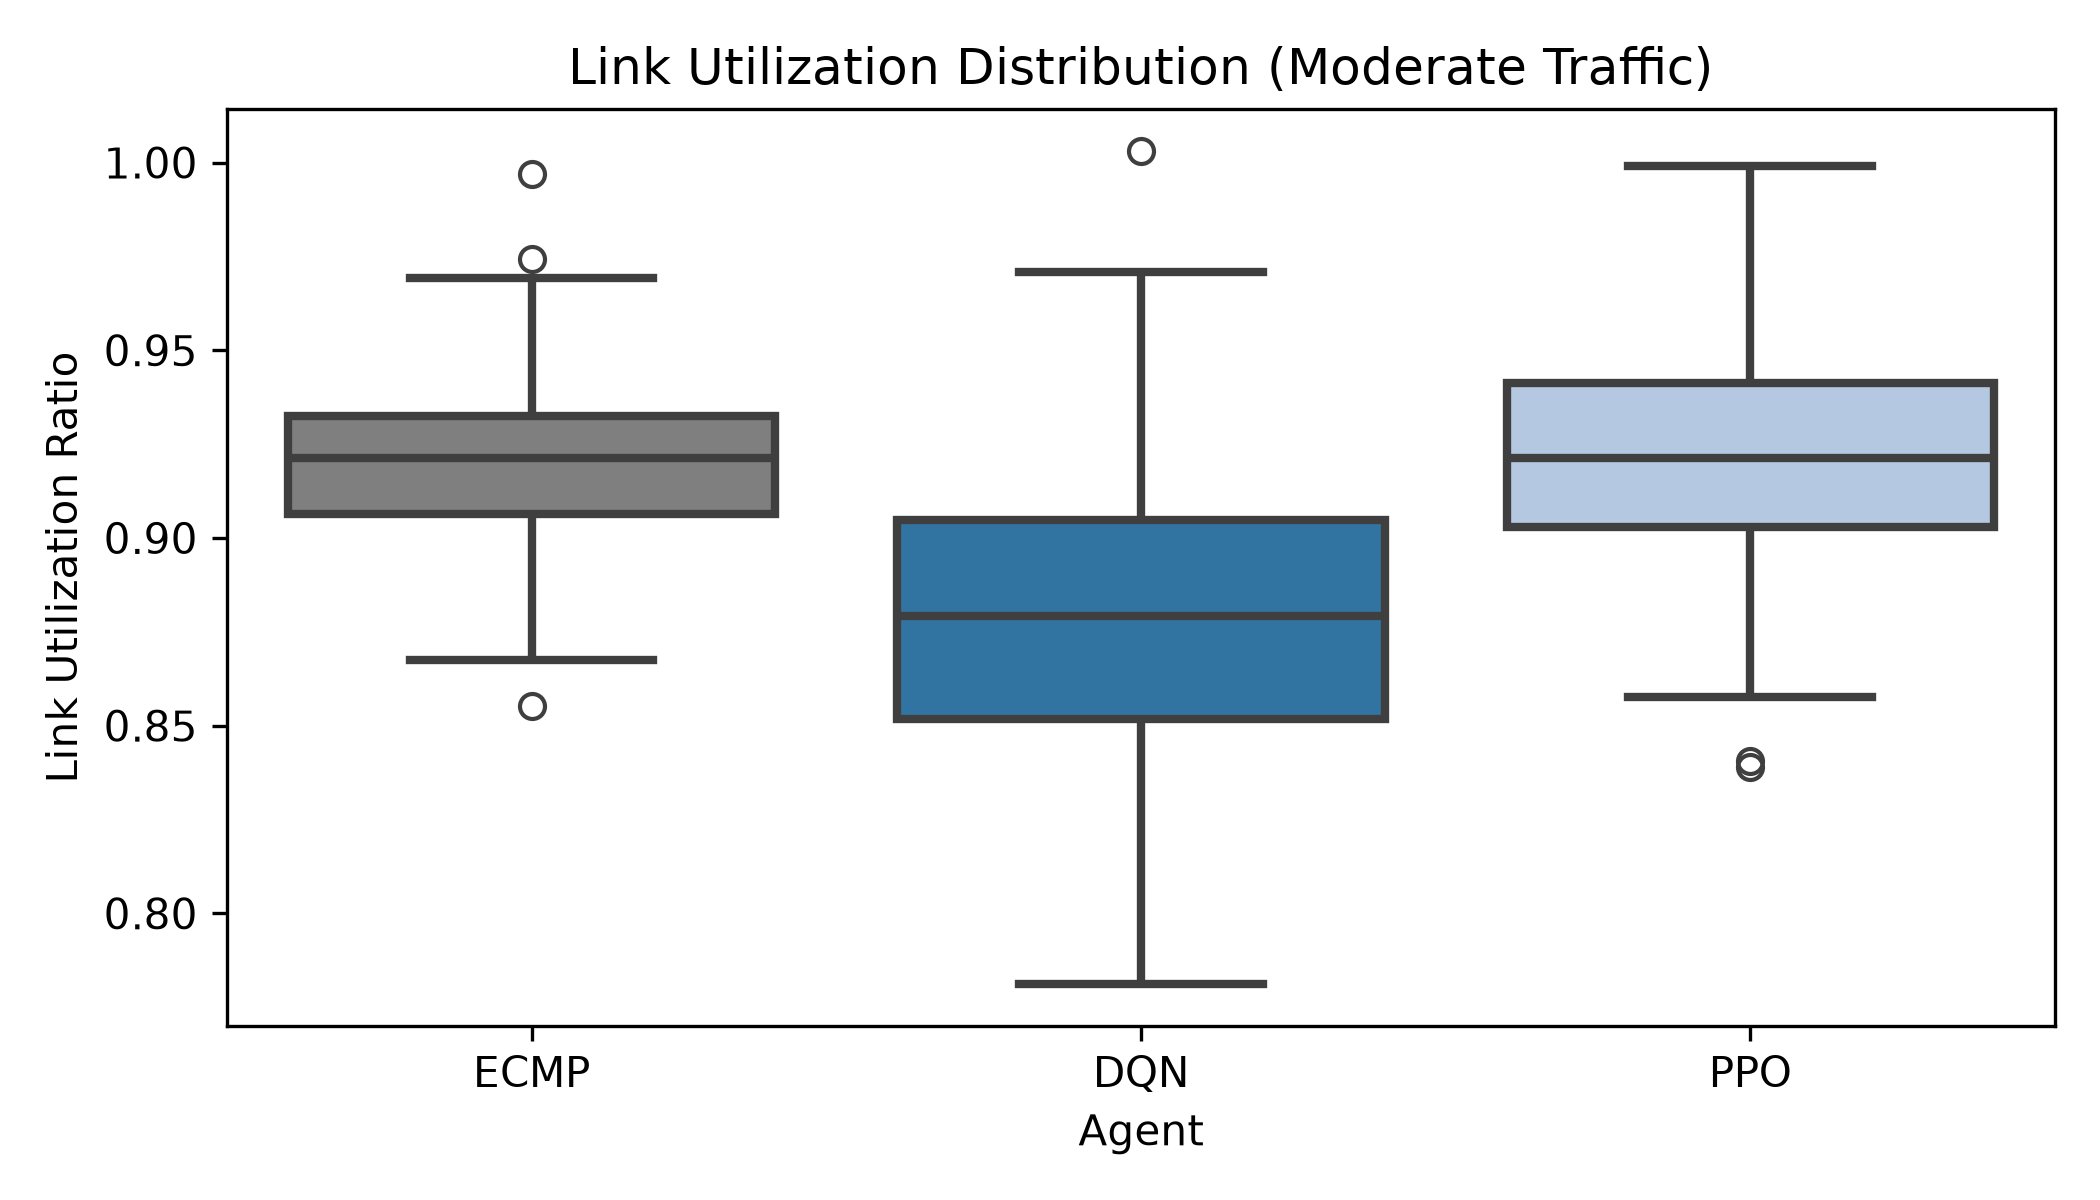 Link Utilization Distribution (Moderate Traffic)
Link Utilization Ratio
1.00
0.95
0.90
0.85
0.80
ECMP
DQN
PPO
Agent